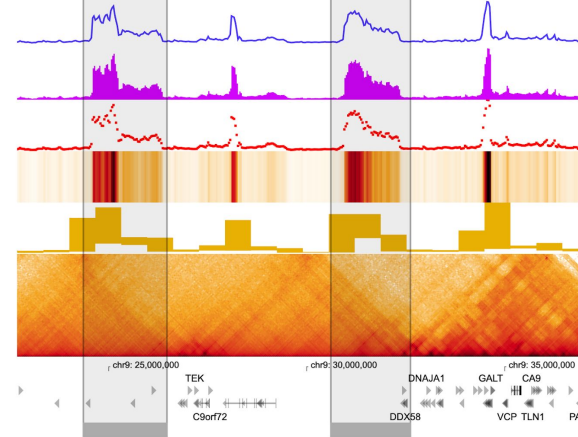 chr9: 25,000,000 chr9: 30,000,000 chr9: 35,000,000
TEK DNAJA1 GALT CA9
C9orf72 DDX58 VCP TLN1 PA